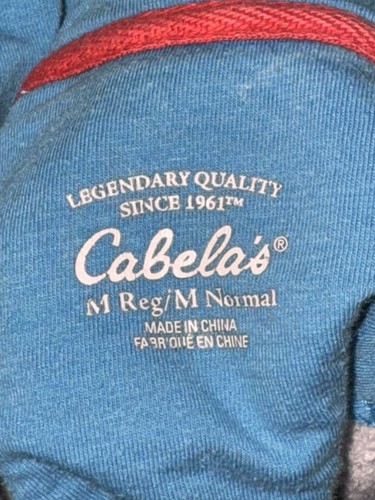 LEGENDARY QUALITY
SINCE 1961™
Cabela's®
M Reg/M Normal
MADE IN CHINA
FABRIQUÉ EN CHINE